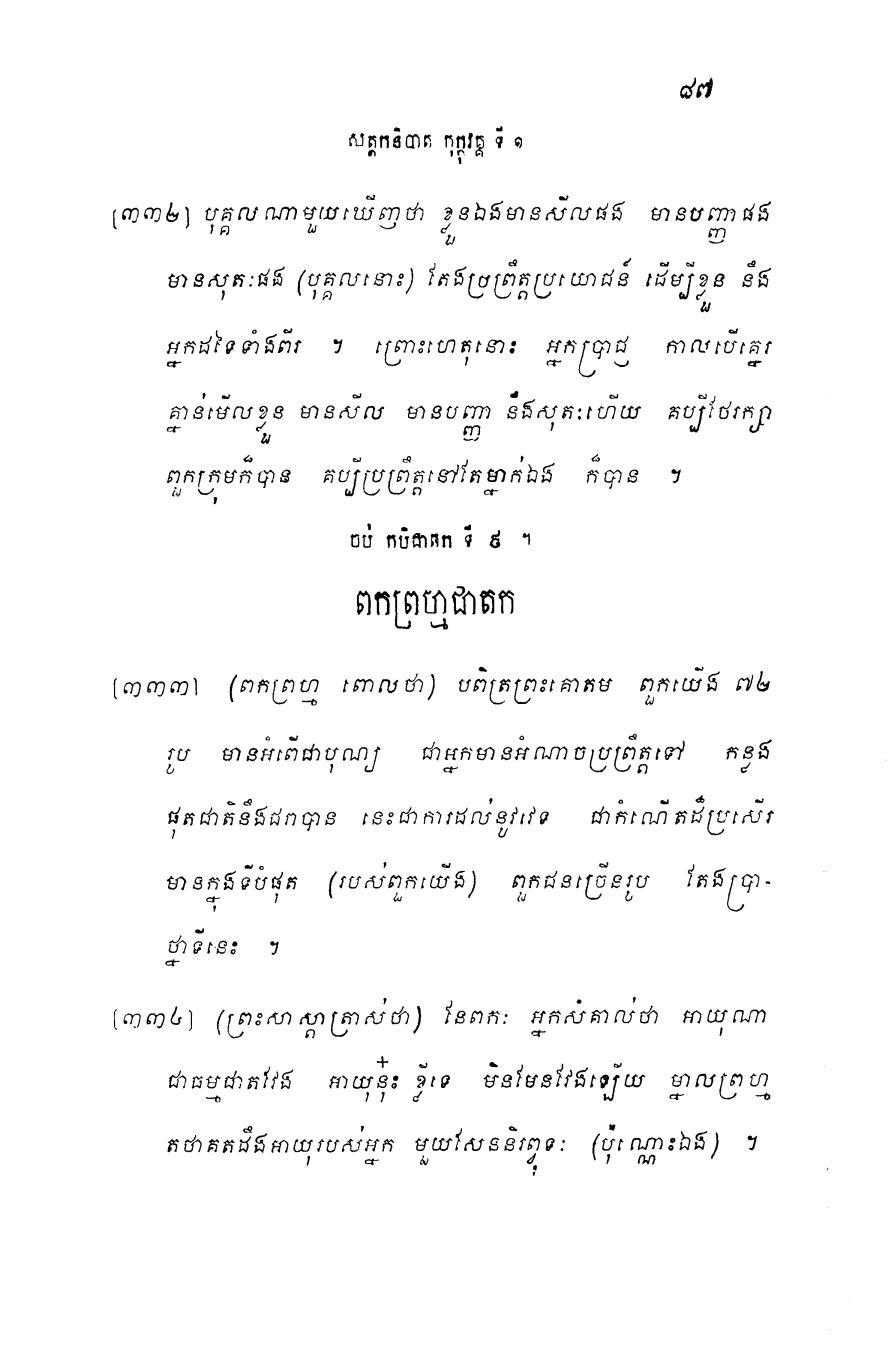 ៨៧
សត្តកនិបាត កុក្កុវគ្គ ទី ១
[៣៣២] បុគ្គលណាមួយឃើញថា ខ្លួនឯងមានសីលផង មានបញ្ញាផង
មានសុតៈផង (បុគ្គលនោះ) តែងប្រព្រឹត្តប្រយោជន៍ ដើម្បីខ្លួន នឹង
អ្នកដទៃទាំងពីរ ។ ព្រោះហេតុនោះ អ្នកប្រាជ្ញ កាលបើគ្នេរ
គ្នាន់មើលខ្លួន មានសីល មានបញ្ញា នឹងសុតៈហើយ គប្បីថែរក្សា
ពួកក្រុមក៏បាន គប្បីប្រព្រឹត្តនៅតែម្នាក់ឯង ក៏បាន ។
ចប់ កបិជាតក ទី ៩ ។
ពកព្រហ្មជាតក
[៣៣៣] (ពកព្រហ្ម ពោលថា) បពិត្រព្រះគោតម ពួកយើង ៧២
រូប មានអំពើជាបុណ្យ ជាអ្នកមានអំណាចប្រព្រឹត្តទៅ កន្លង
ផុតជាតិនឹងជរាបាន នេះជាការដល់នូវវេទ ជាកំណើតដ៏ប្រសើរ
មានក្នុងទីបំផុត (របស់ពួកយើង) ពួកជនច្រើនរូប តែងប្រា-
ថ្នាទីនេះ ។
[៣៣៤] (ព្រះសាស្តាត្រាស់ថា) នែពកៈ អ្នកសំគាល់ថា អាយុណា
ជាធម្មជាតវែង អាយុនុ៎ះ ខ្លីទេ មិនមែនវែងឡើយ ម្នាលព្រហ្ម
តថាគតដឹងអាយុរបស់អ្នក មួយសែននិរព្វុទៈ (ប៉ុណ្ណោះឯង) ។